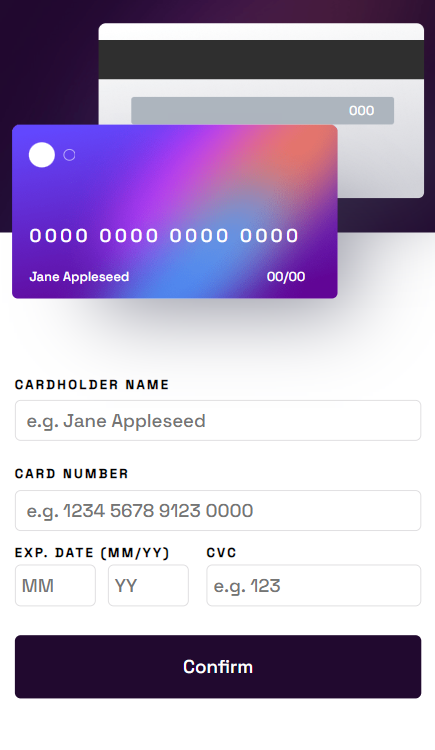 000
0000 0000 0000 0000
Jane Appleseed 00/00
CARDHOLDER NAME
e.g. Jane Appleseed
CARD NUMBER
e.g. 1234 5678 9123 0000
EXP. DATE (MM/YY) CVC
MM YY e.g. 123
Confirm